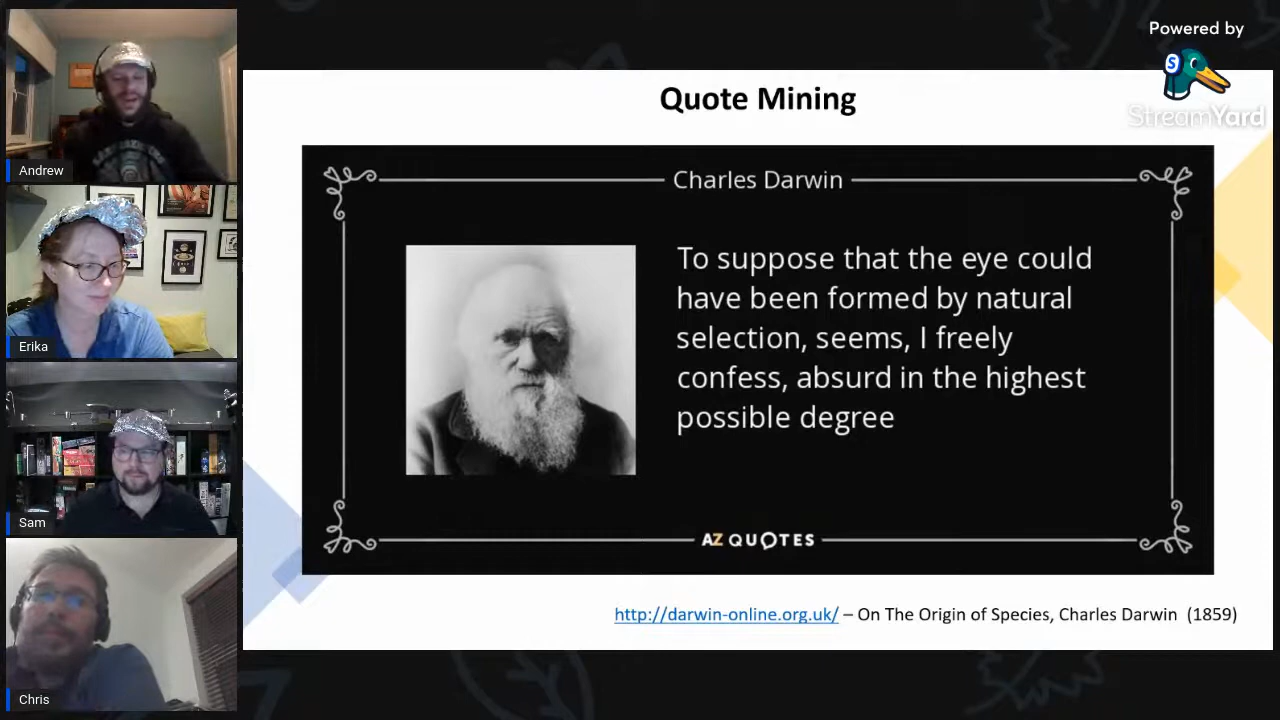 Powered by
S
StreamYard
Andrew
Erika
Sam
Chris
Quote Mining
Charles Darwin
To suppose that the eye could
have been formed by natural
selection, seems, I freely
confess, absurd in the highest
possible degree
AZ QUOTES
http://darwin-online.org.uk/ – On The Origin of Species, Charles Darwin (1859)